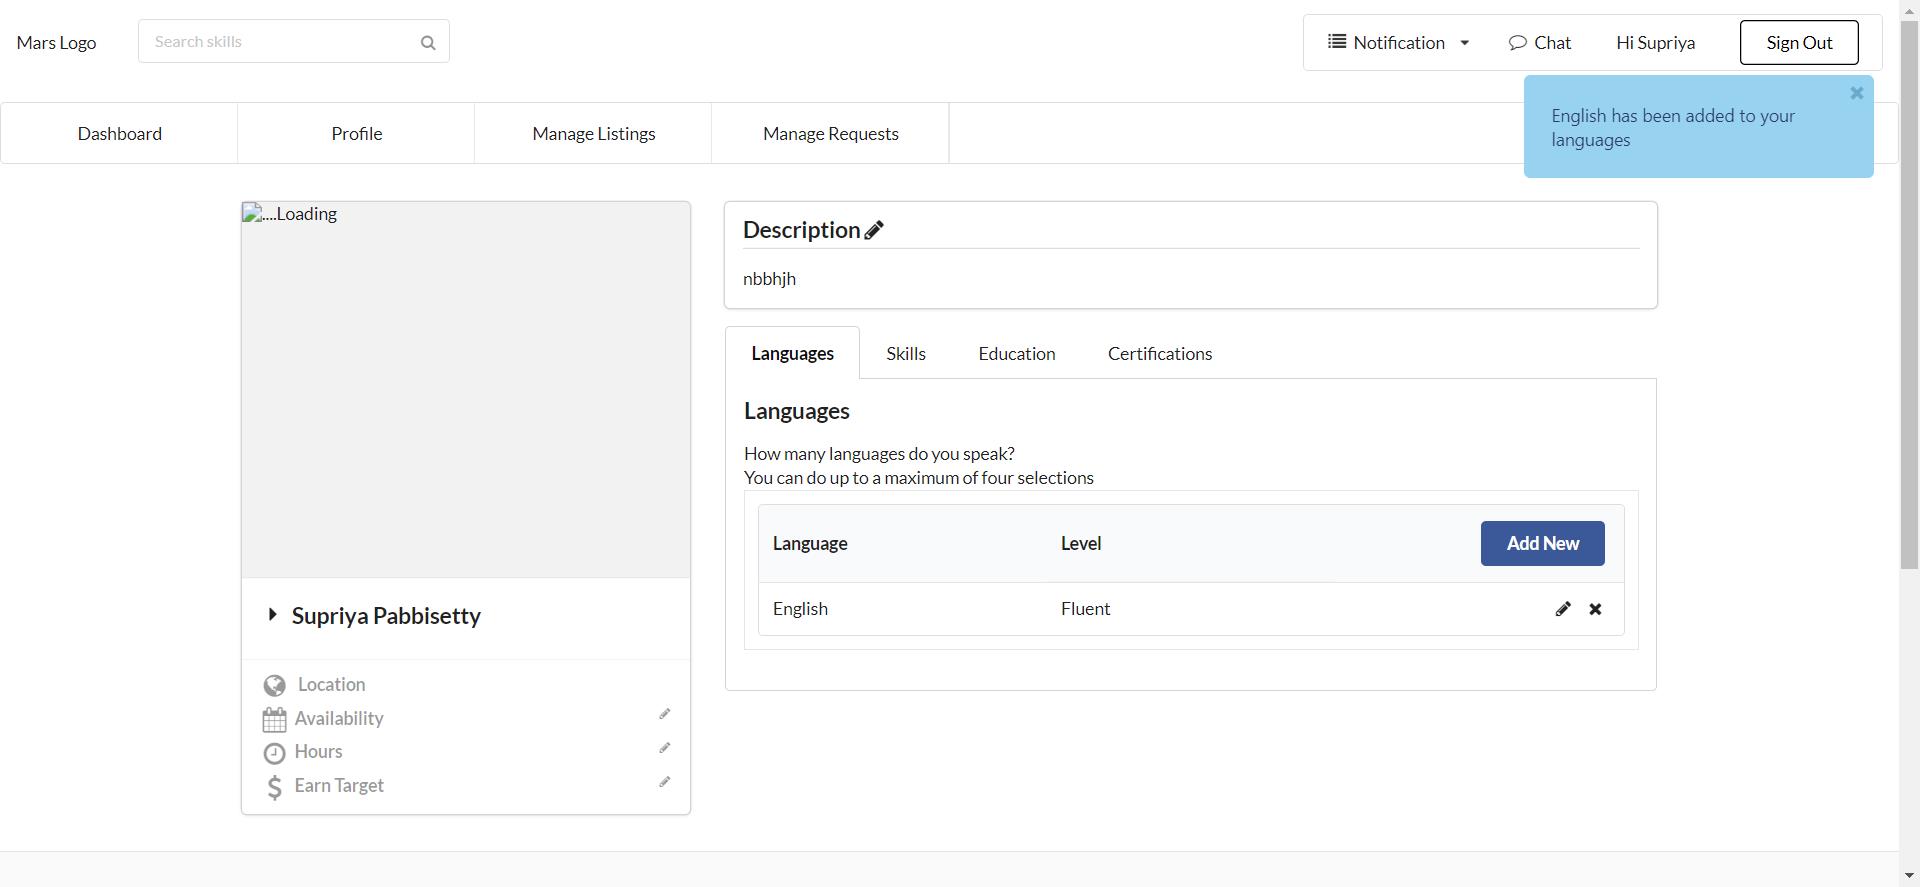 Mars Logo
Search skills
Notification
Chat
Hi Supriya
Sign Out
English has been added to your
languages
Dashboard
Profile
Manage Listings
Manage Requests
....Loading
Supriya Pabbisetty
Location
Availability
Hours
Earn Target
Description
nbbhjh
Languages
Skills
Education
Certifications
Languages
How many languages do you speak?
You can do up to a maximum of four selections
Language
Level
Add New
English
Fluent